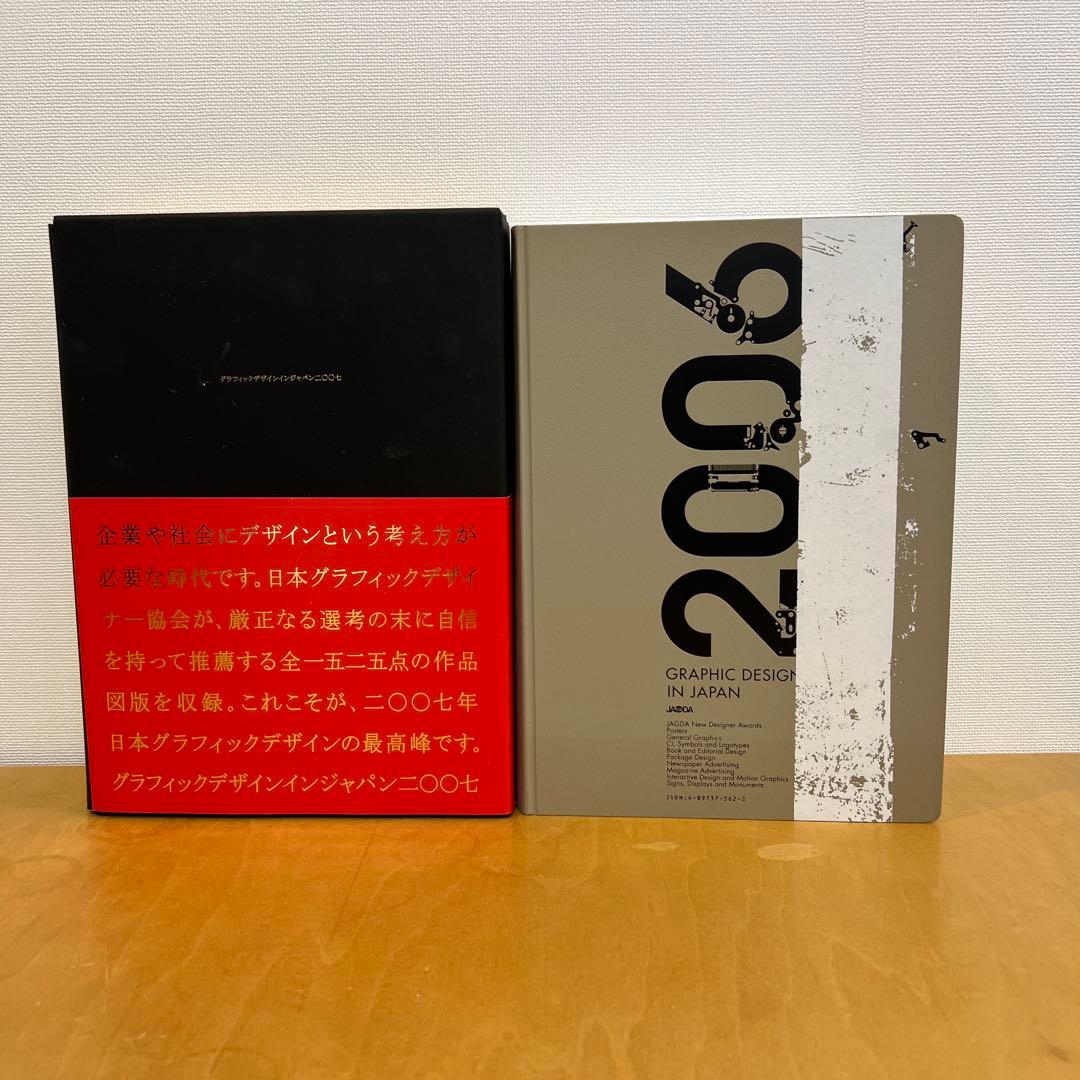 グラフィックデザインインジャパン二〇〇七
企業や社会にデザインという考え方が
必要な時代です。日本グラフィックデザイ
ナー協会が、厳正なる選考の末に自信
を持って推薦する全一五二五点の作品
図版を収録。これこそが、二〇〇七年
日本グラフィックデザインの最高峰です。
グラフィックデザインインジャパン二〇〇七
2006
GRAPHIC DESIGN
IN JAPAN
JAGDA
JAGDA New Designer Awards
Posters
General Graphics
CI, Symbols and Logotypes
Book and Editorial Design
Package Design
Newspaper Advertising
Magazine Advertising
Interactive Design and Motion Graphics
Signs, Displays and Monuments
ISBN:4-89737-562-2